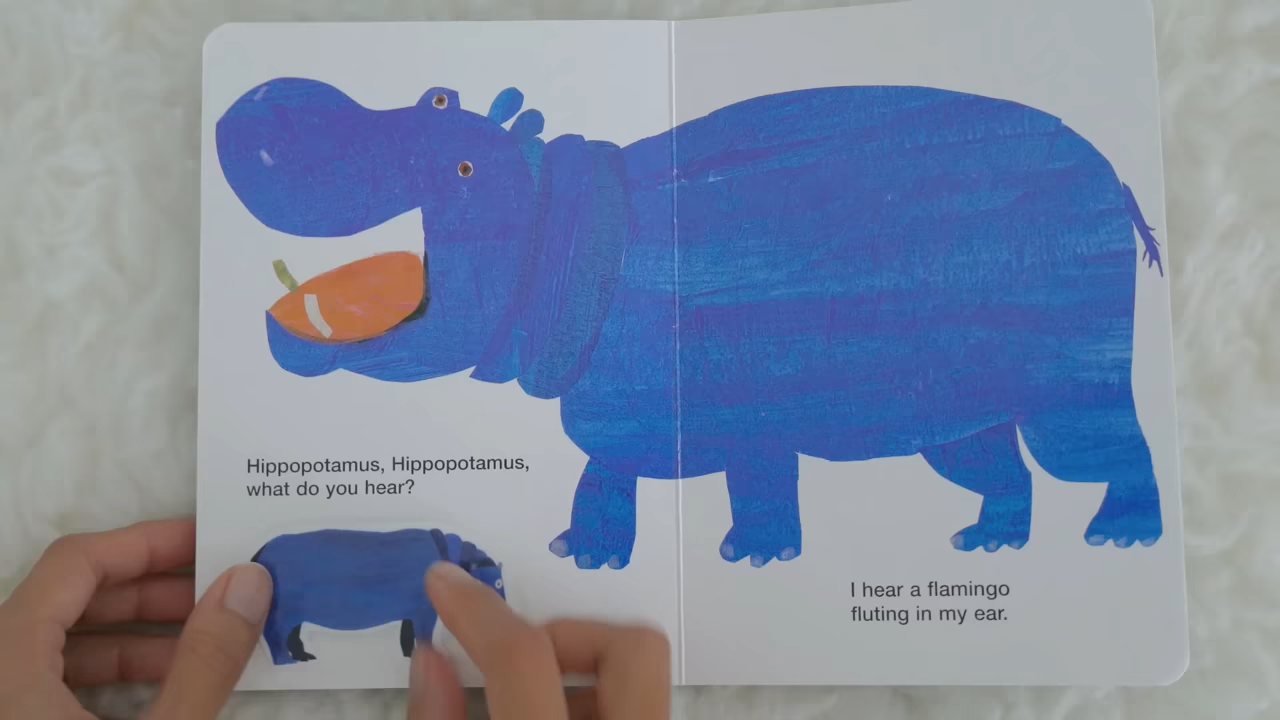 Hippopotamus, Hippopotamus,
what do you hear?
I hear a flamingo
fluting in my ear.